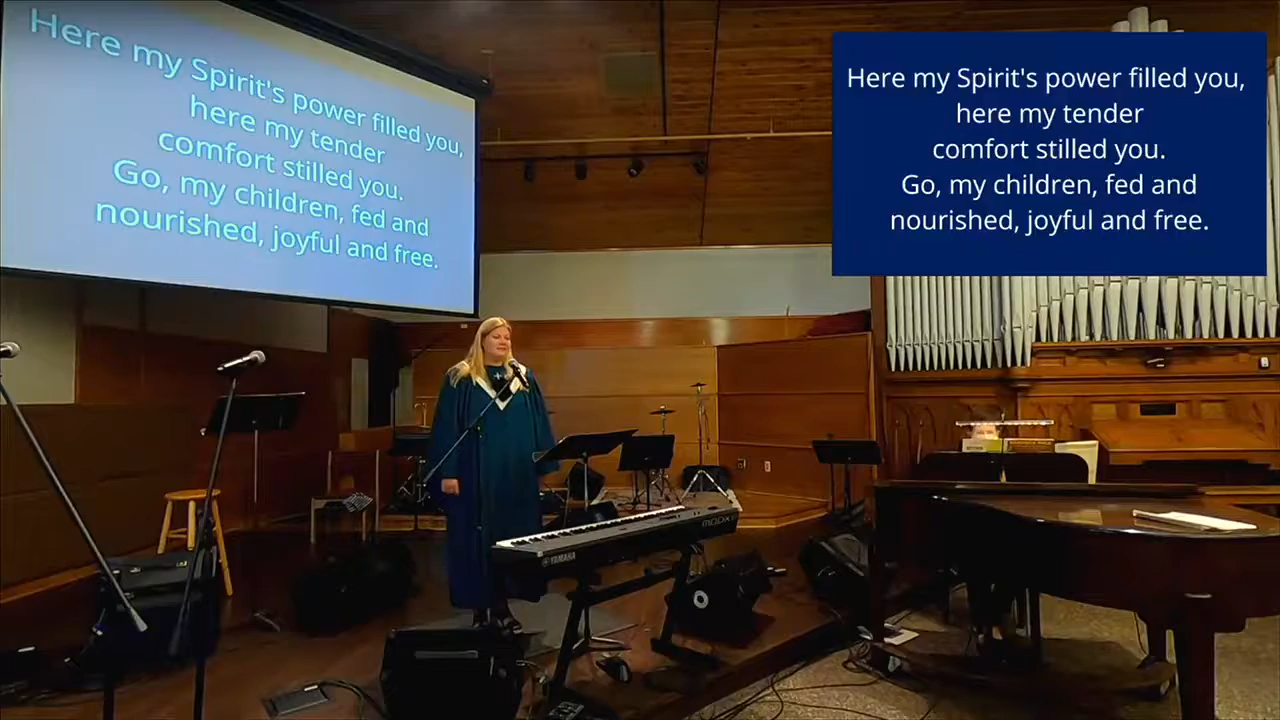 Here my Spirit's power filled you,
here my tender
comfort stilled you.
Go, my children, fed and
nourished, joyful and free.
Here my Spirit's power filled you,
here my tender
comfort stilled you.
Go, my children, fed and
nourished, joyful and free.
YAMAHA